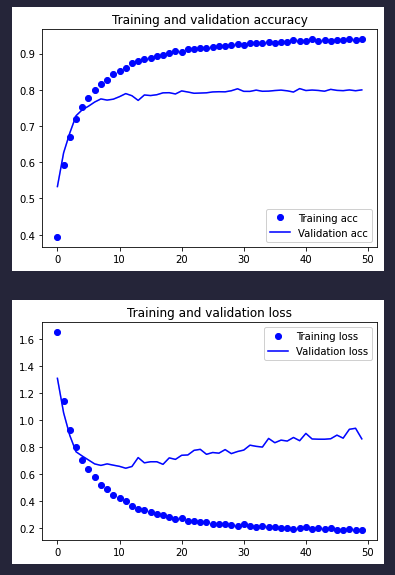 Training and validation accuracy
0.9
0.8
0.7
0.6
0.5
0.4
Training acc
Validation acc
0 10 20 30 40 50
Training and validation loss
1.6
1.4
1.2
1.0
0.8
0.6
0.4
0.2
Training loss
Validation loss
0 10 20 30 40 50